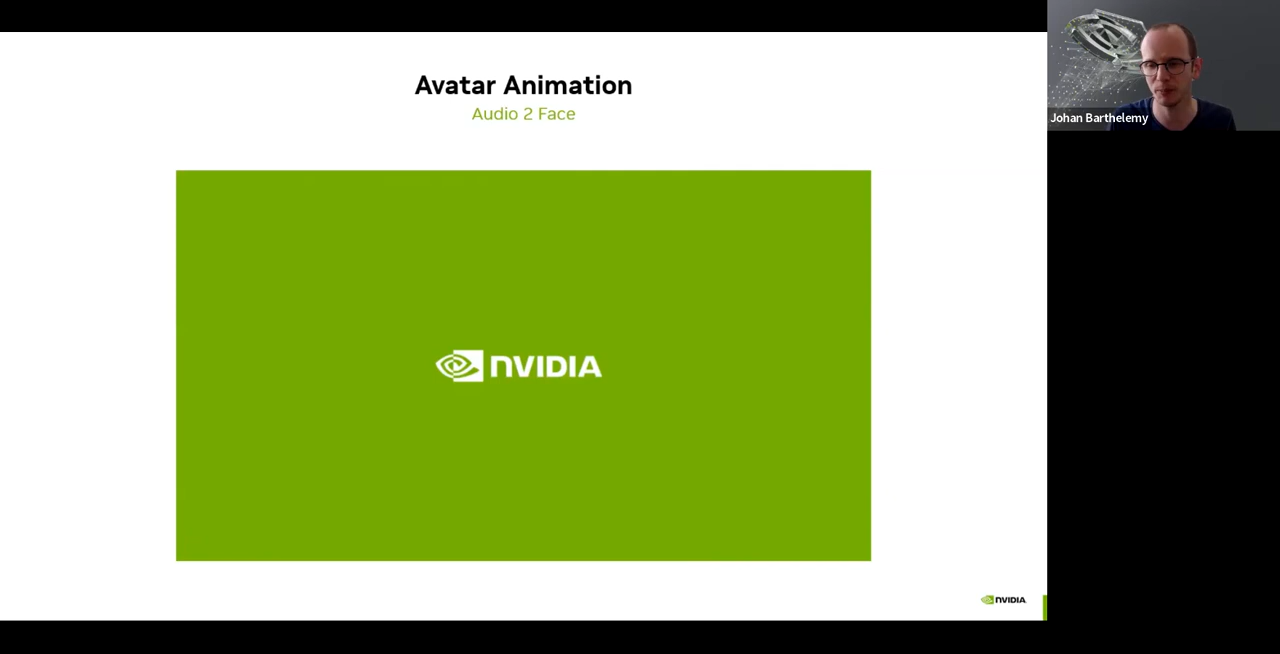 Avatar Animation
Audio 2 Face
NVIDIA
NVIDIA
Johan Barthelemy